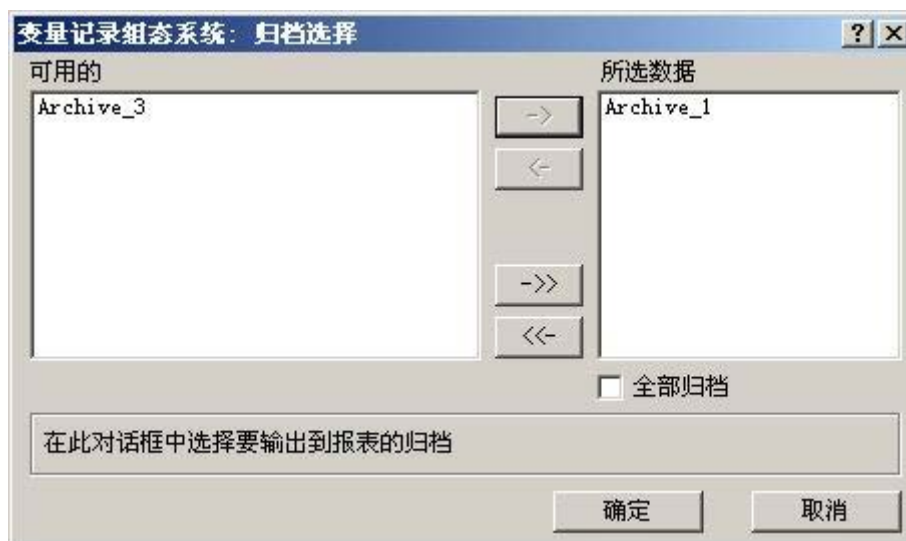 变量记录组态系统: 归档选择
可用的
所选数据
Archive_3
Archive_1
->
<-
->>
<<-
全部归档
在此对话框中选择要输出到报表的归档
确定
取消